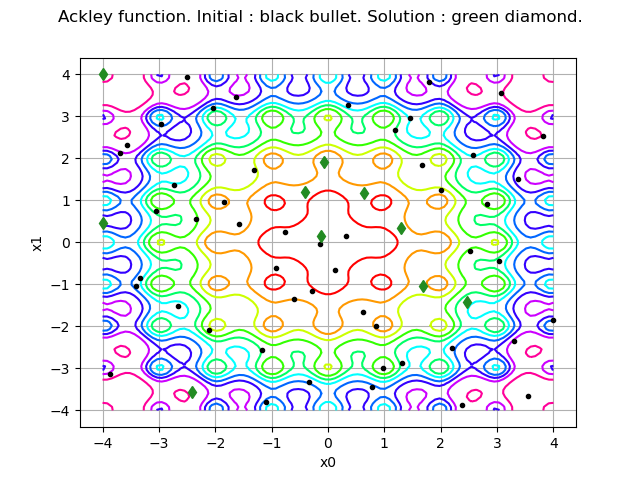 Ackley function. Initial : black bullet. Solution : green diamond.
4
3
2
1
0
−1
−2
−3
−4
x1
−4 −3 −2 −1 0 1 2 3 4
x0